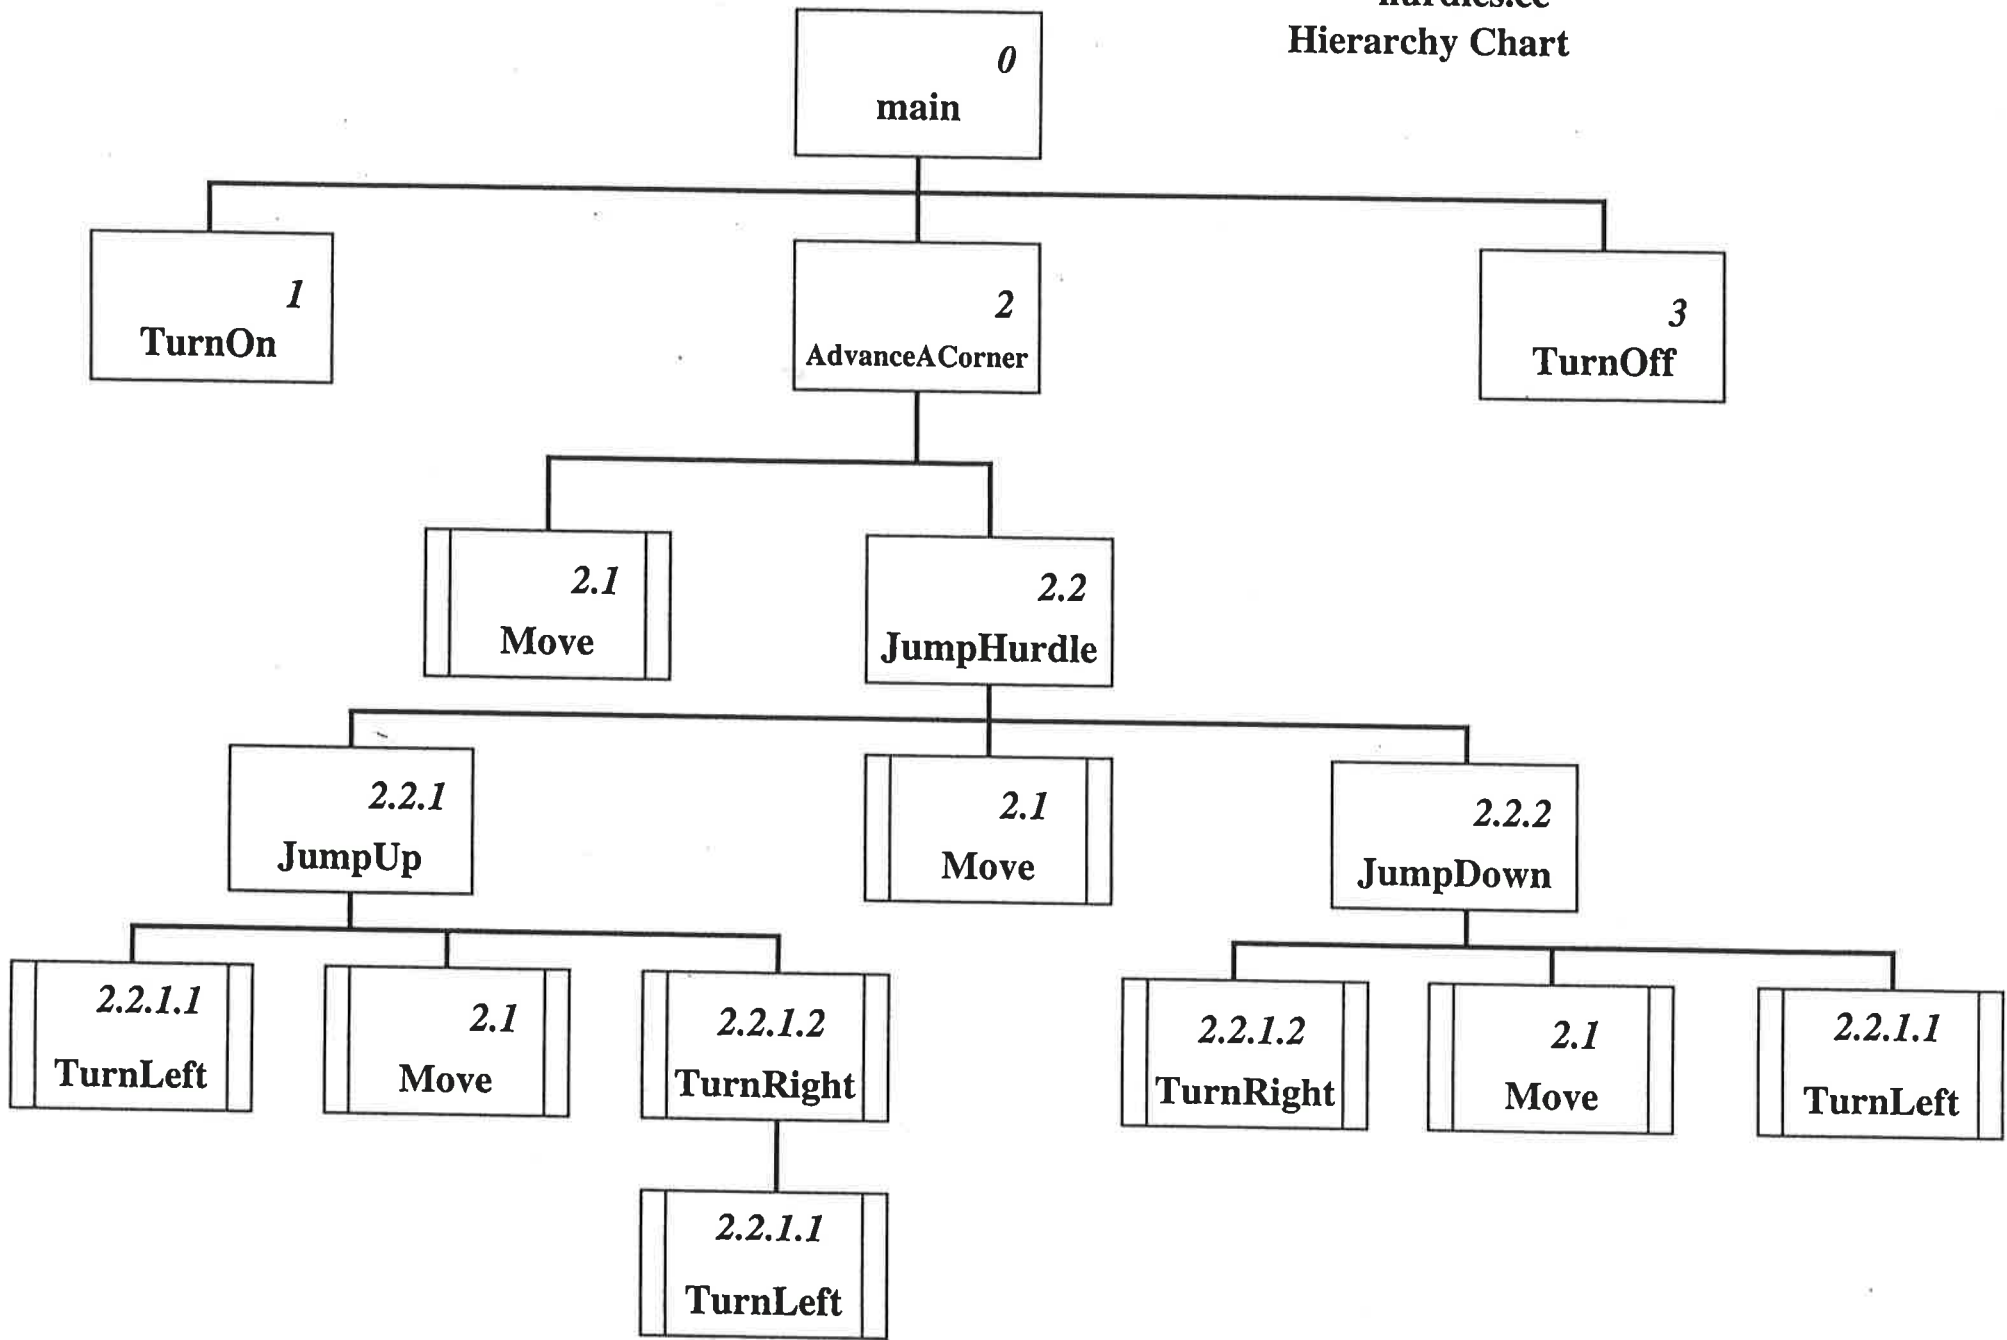 Hierarchy Chart
0
main
1
TurnOn
2
AdvanceACorner
3
TurnOff
2.1
Move
2.2
JumpHurdle
2.2.1
JumpUp
2.1
Move
2.2.2
JumpDown
2.2.1.1
TurnLeft
2.1
Move
2.2.1.2
TurnRight
2.2.1.2
TurnRight
2.1
Move
2.2.1.1
TurnLeft
2.2.1.1
TurnLeft